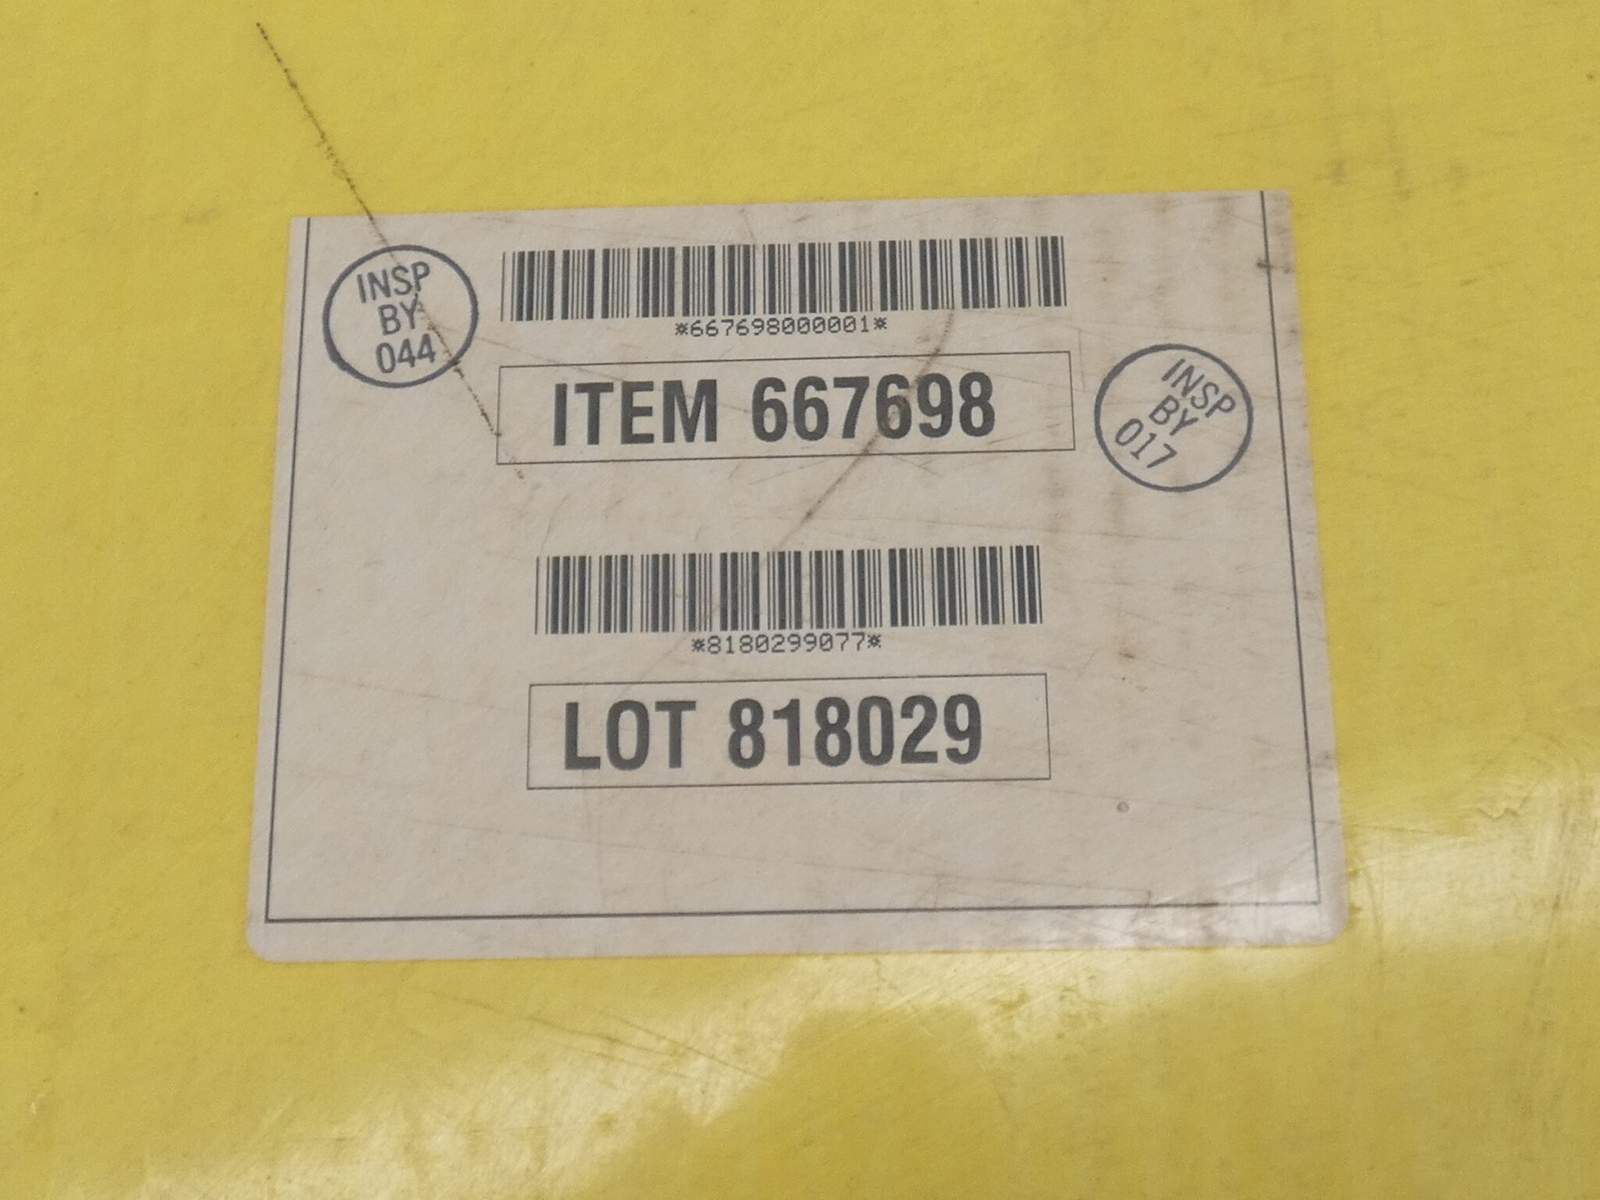 INSP
BY
044
*667698000001*
ITEM 667698
INSP
BY
017
*8180299077*
LOT 818029